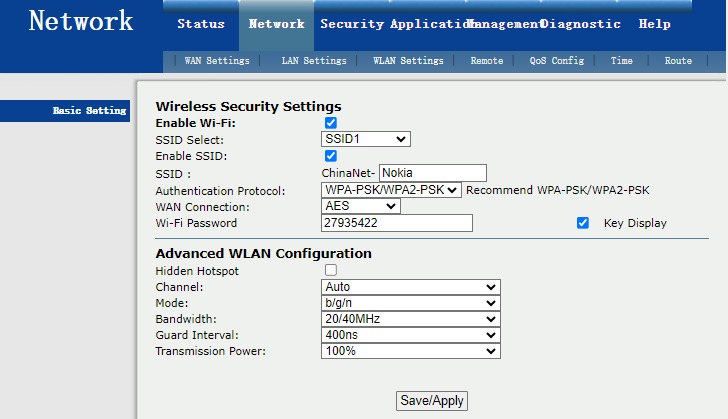 Network
Status Network Security Application Management Diagnostic Help
WAN Settings | LAN Settings | WLAN Settings | Remote | QoS Config | Time | Route |
Basic Setting
Wireless Security Settings
Enable Wi-Fi:
SSID Select: SSID1
Enable SSID:
SSID : ChinaNet- Nokia
Authentication Protocol: WPA-PSK/WPA2-PSK Recommend WPA-PSK/WPA2-PSK
WAN Connection: AES
Wi-Fi Password 27935422 Key Display
Advanced WLAN Configuration
Hidden Hotspot
Channel: Auto
Mode: b/g/n
Bandwidth: 20/40MHz
Guard Interval: 400ns
Transmission Power: 100%
Save/Apply